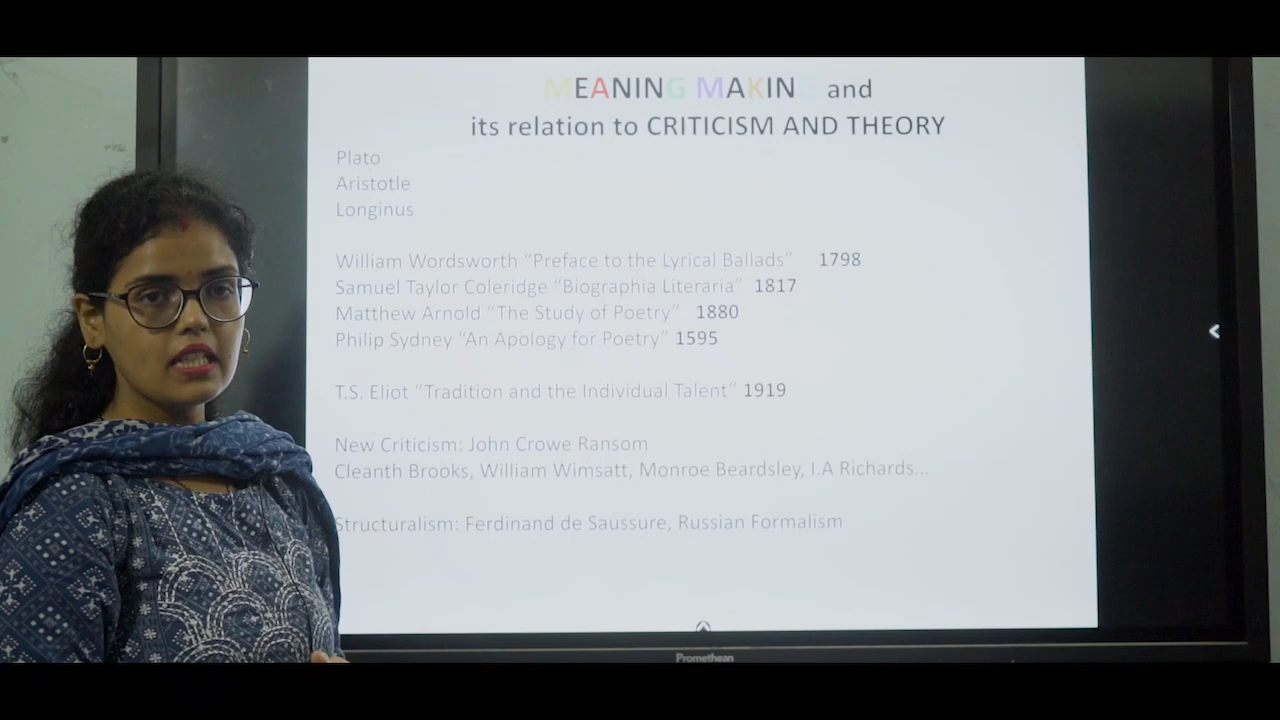 MEANING MAKING and
its relation to CRITICISM AND THEORY
Plato
Aristotle
Longinus
William Wordsworth “Preface to the Lyrical Ballads” 1798
Samuel Taylor Coleridge “Biographia Literaria” 1817
Matthew Arnold “The Study of Poetry” 1880
Philip Sydney “An Apology for Poetry” 1595
T.S. Eliot “Tradition and the Individual Talent” 1919
New Criticism: John Crowe Ransom
Cleanth Brooks, William Wimsatt, Monroe Beardsley, I.A Richards...
Structuralism: Ferdinand de Saussure, Russian Formalism
Promethean